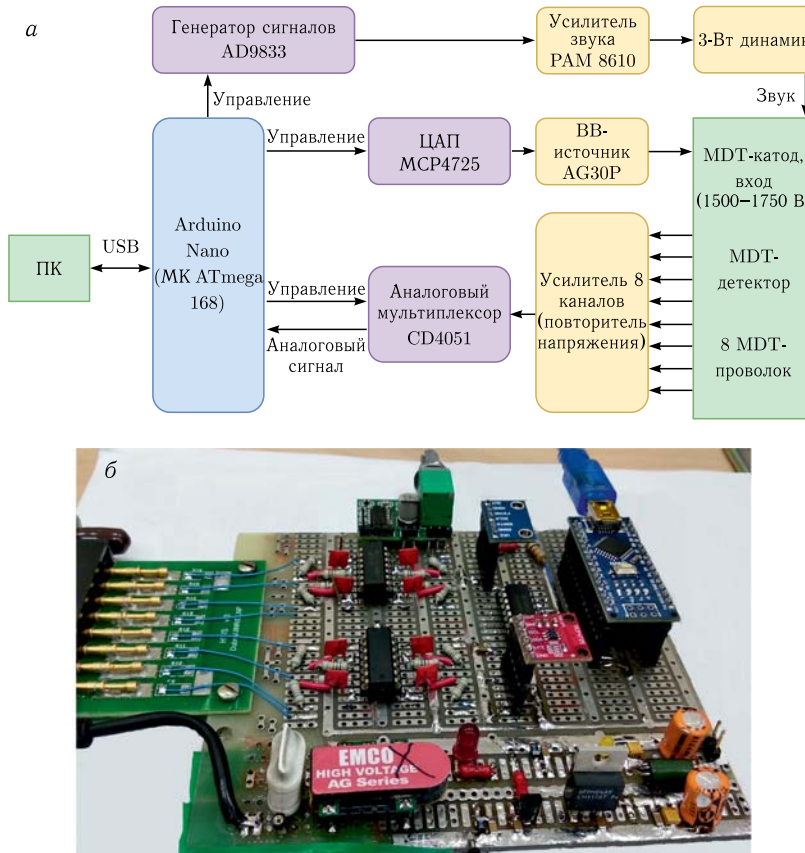 а
Генератор сигналов
AD9833
Усилитель
звука
PAM 8610
3-Вт динамик
Управление
Звук
Управление
ЦАП
MCP4725
ВВ-
источник
AG30P
MDT-катод,
вход
(1500–1750 В)
Arduino
Nano
(МК ATmega
168)
USB
ПК
Управление
Аналоговый
сигнал
Аналоговый
мультиплексор
CD4051
Усилитель 8
каналов
(повторитель
напряжения)
MDT-
детектор
8 MDT-
проволок
б
EMCO
HIGH VOLTAGE
AG Series